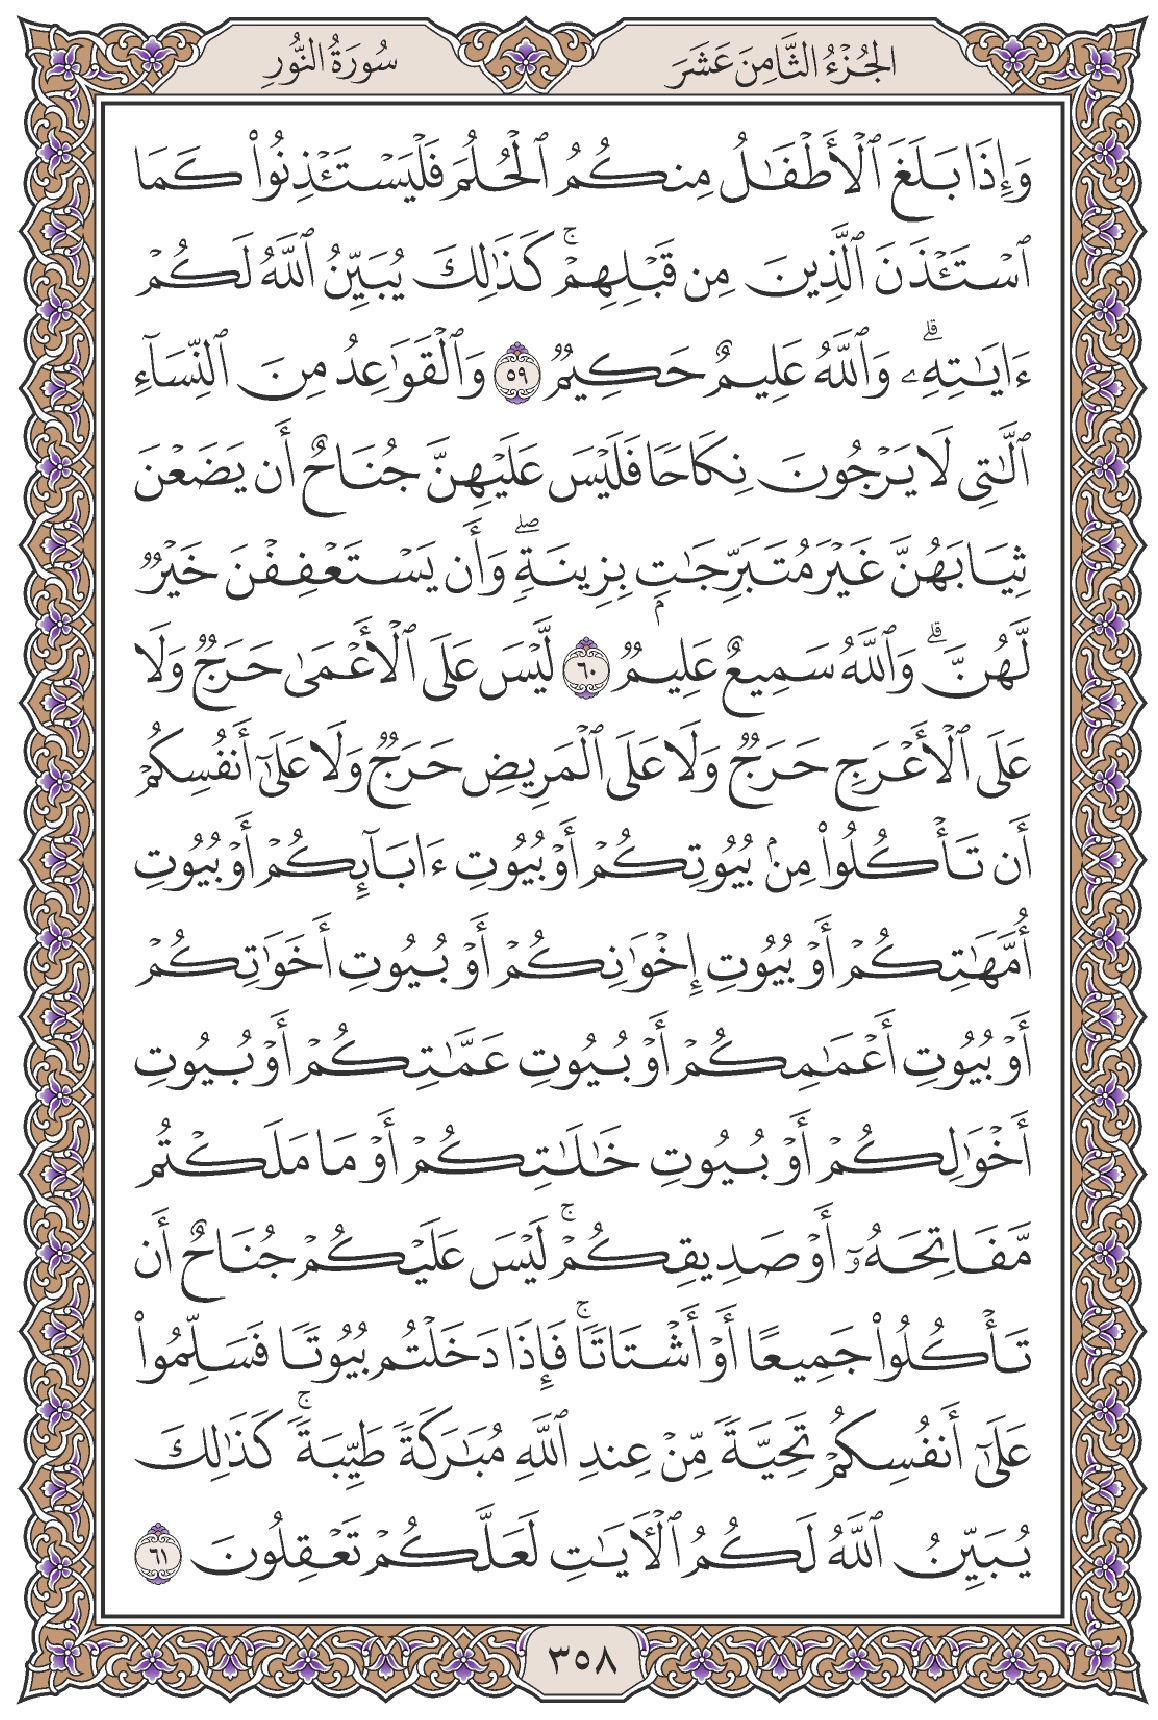 الجُزْءُ الثَّامِنَ عَشَرَ
سُورَةُ النُّورِ
وَإِذَا بَلَغَ ٱلْأَطْفَـٰلُ مِنكُمُ ٱلْحُلُمَ فَلْيَسْتَـْٔذِنُوا۟ كَمَا
ٱسْتَـْٔذَنَ ٱلَّذِينَ مِن قَبْلِهِمْ ۚ كَذَٰلِكَ يُبَيِّنُ ٱللَّهُ لَكُمْ
ءَايَـٰتِهِۦ ۗ وَٱللَّهُ عَلِيمٌ حَكِيمٌ ٥٩ وَٱلْقَوَٰعِدُ مِنَ ٱلنِّسَآءِ
ٱلَّـٰتِى لَا يَرْجُونَ نِكَاحًا فَلَيْسَ عَلَيْهِنَّ جُنَاحٌ أَن يَضَعْنَ
ثِيَابَهُنَّ غَيْرَ مُتَبَرِّجَـٰتٍۭ بِزِينَةٍ ۖ وَأَن يَسْتَعْفِفْنَ خَيْرٌ
لَّهُنَّ ۗ وَٱللَّهُ سَمِيعٌ عَلِيمٌ ٦٠ لَّيْسَ عَلَى ٱلْأَعْمَىٰ حَرَجٌ وَلَا
عَلَى ٱلْأَعْرَجِ حَرَجٌ وَلَا عَلَى ٱلْمَرِيضِ حَرَجٌ وَلَا عَلَىٰٓ أَنفُسِكُمْ
أَن تَأْكُلُوا۟ مِنۢ بُيُوتِكُمْ أَوْ بُيُوتِ ءَابَآئِكُمْ أَوْ بُيُوتِ
أُمَّهَـٰتِكُمْ أَوْ بُيُوتِ إِخْوَٰنِكُمْ أَوْ بُيُوتِ أَخَوَٰتِكُمْ
أَوْ بُيُوتِ أَعْمَـٰمِكُمْ أَوْ بُيُوتِ عَمَّـٰتِكُمْ أَوْ بُيُوتِ
أَخْوَٰلِكُمْ أَوْ بُيُوتِ خَـٰلَـٰتِكُمْ أَوْ مَا مَلَكْتُم
مَّفَاتِحَهُۥٓ أَوْ صَدِيقِكُمْ ۚ لَيْسَ عَلَيْكُمْ جُنَاحٌ أَن
تَأْكُلُوا۟ جَمِيعًا أَوْ أَشْتَاتًا ۚ فَإِذَا دَخَلْتُم بُيُوتًا فَسَلِّمُوا۟
عَلَىٰٓ أَنفُسِكُمْ تَحِيَّةً مِّنْ عِندِ ٱللَّهِ مُبَـٰرَكَةً طَيِّبَةً ۚ كَذَٰلِكَ
يُبَيِّنُ ٱللَّهُ لَكُمُ ٱلْـَٔايَـٰتِ لَعَلَّكُمْ تَعْقِلُونَ ٦١
٣٥٨